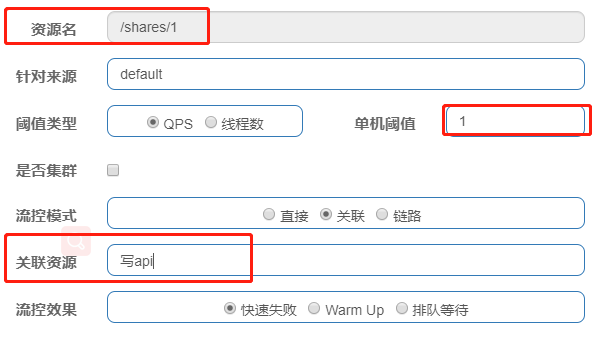 资源名 /shares/1
针对来源 default
阈值类型 QPS 线程数 单机阈值 1
是否集群
流控模式 直接 关联 链路
关联资源 写api
流控效果 快速失败 Warm Up 排队等待